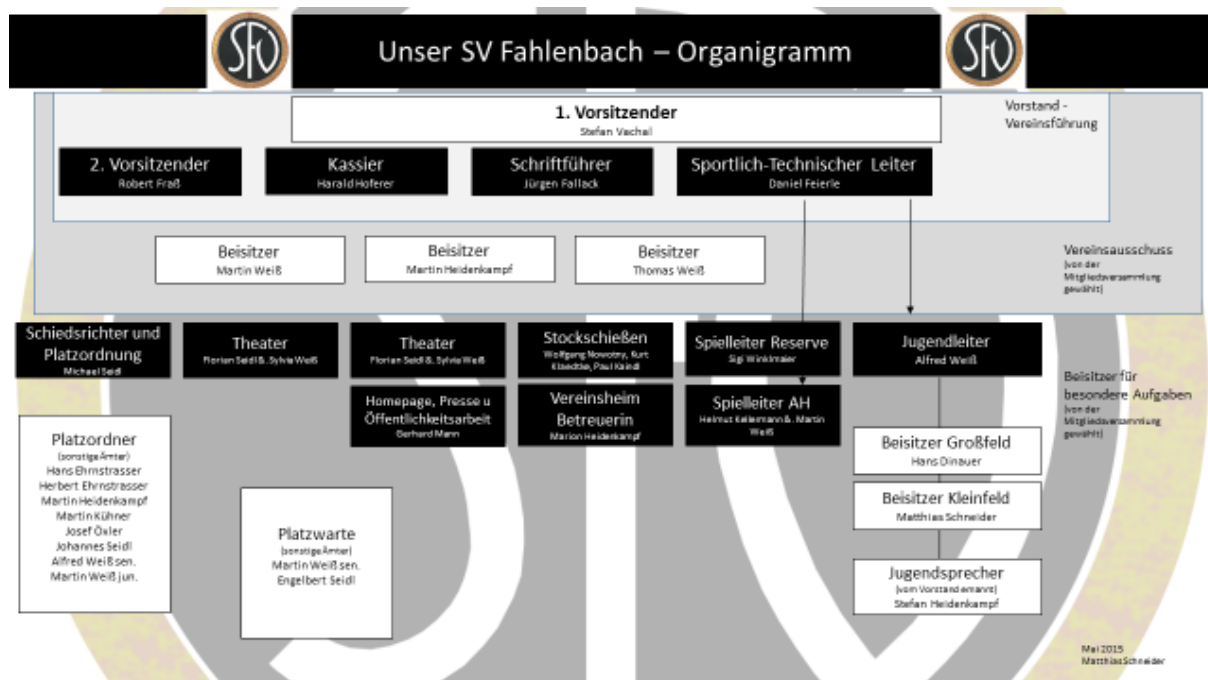 Unser SV Fahlenbach – Organigramm
1. Vorsitzender
Stefan Vachal
Vorstand -
Vereinsführung
2. Vorsitzender
Robert Fraß
Kassier
Harald Hoferer
Schriftführer
Jürgen Fallack
Sportlich-Technischer Leiter
Daniel Feierle
Beisitzer
Martin Weiß
Beisitzer
Martin Heidenkampf
Beisitzer
Thomas Weiß
Vereinsausschuss
(von der
Mitgliedsversammlung
gewählt)
Schiedsrichter und
Platzordnung
Michael Seidl
Theater
Florian Seidl & Sylvia Weiß
Theater
Florian Seidl & Sylvia Weiß
Stockschießen
Wolfgang Nowotny, Kurt
Klaedtke, Paul Kaindl
Spielleiter Reserve
Sigi Winklmaier
Jugendleiter
Alfred Weiß
Beisitzer für
besondere Aufgaben
(von der
Mitgliedsversammlung
gewählt)
Homepage, Presse u
Öffentlichkeitsarbeit
Gerhard Mann
Vereinsheim
Betreuerin
Marion Heidenkampf
Spielleiter AH
Helmut Kellermann & Martin
Weiß
Platzordner
(sonstige Ämter)
Hans Ehrnstrasser
Herbert Ehrnstrasser
Martin Heidenkampf
Martin Kühner
Josef Öxler
Johannes Seidl
Alfred Weiß sen.
Martin Weiß jun.
Platzwarte
(sonstige Ämter)
Martin Weiß sen.
Engelbert Seidl
Beisitzer Großfeld
Hans Dinauer
Beisitzer Kleinfeld
Matthias Schneider
Jugendsprecher
(vom Vorstand ernannt)
Stefan Heidenkampf
Mai 2015
Matthias Schneider